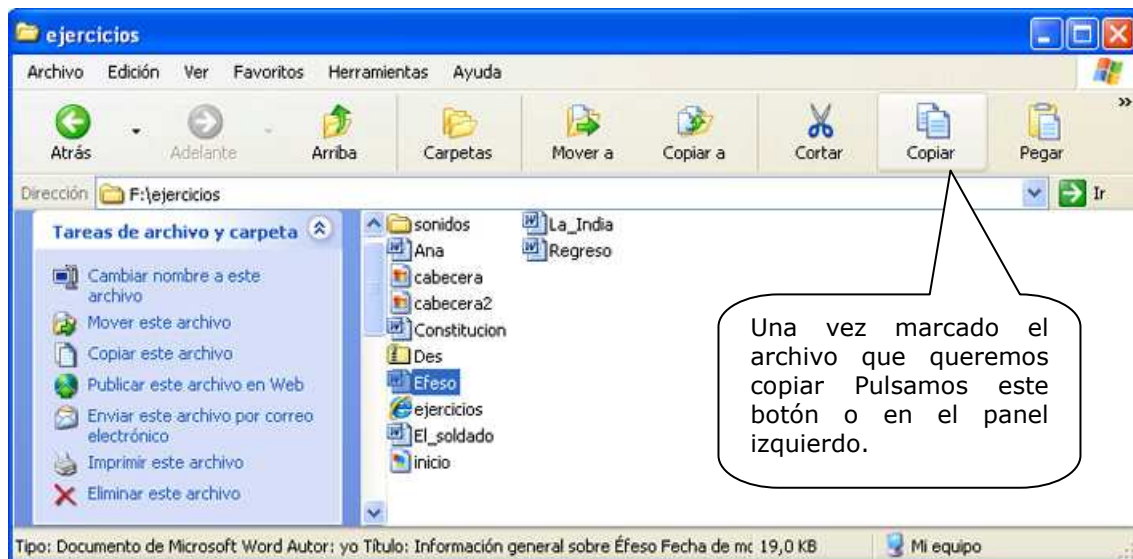 ejercicios
Archivo Edición Ver Favoritos Herramientas Ayuda
Atrás Adelante Arriba Carpetas Mover a Copiar a Cortar Copiar Pegar »
Dirección F:\ejercicios Ir
Tareas de archivo y carpeta
Cambiar nombre a este
archivo
Mover este archivo
Copiar este archivo
Publicar este archivo en Web
Enviar este archivo por correo
electrónico
Imprimir este archivo
Eliminar este archivo
sonidos
Ana
cabecera
cabecera2
Constitucion
Des
Efeso
ejercicios
El_soldado
inicio
La_India
Regreso
Una vez marcado el
archivo que queremos
copiar Pulsamos este
botón o en el panel
izquierdo.
Tipo: Documento de Microsoft Word Autor: yo Título: Información general sobre Éfeso Fecha de mc 19,0 KB Mi equipo